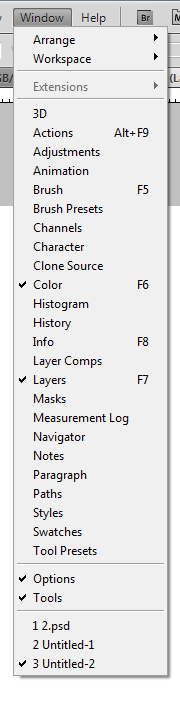 Window Help Br
GB/ (La
Arrange
Workspace
Extensions
3D
Actions Alt+F9
Adjustments
Animation
Brush F5
Brush Presets
Channels
Character
Clone Source
Color F6
Histogram
History
Info F8
Layer Comps
Layers F7
Masks
Measurement Log
Navigator
Notes
Paragraph
Paths
Styles
Swatches
Tool Presets
Options
Tools
1 2.psd
2 Untitled-1
3 Untitled-2